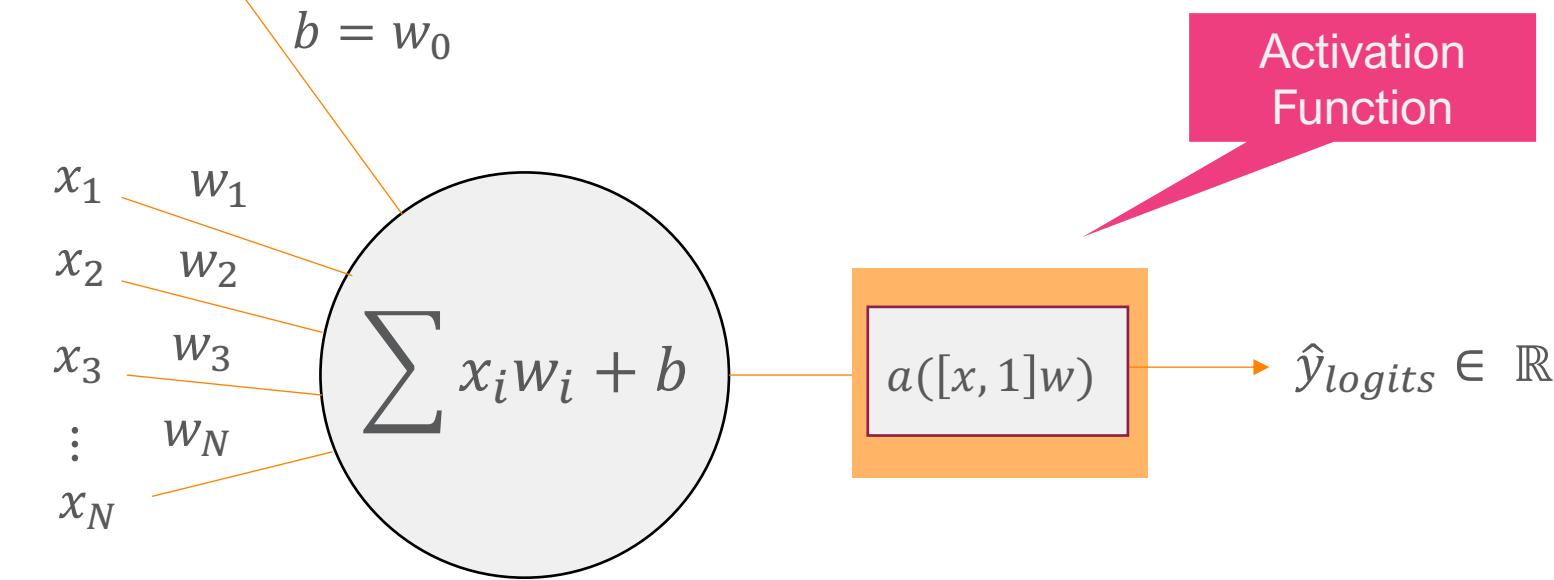 b = w₀
Activation
Function
x₁ w₁
x₂ w₂
x₃ w₃
⋮ w_N
x_N
∑ xᵢwᵢ + b
a([x, 1]w)
ŷ_logits ∈ ℝ